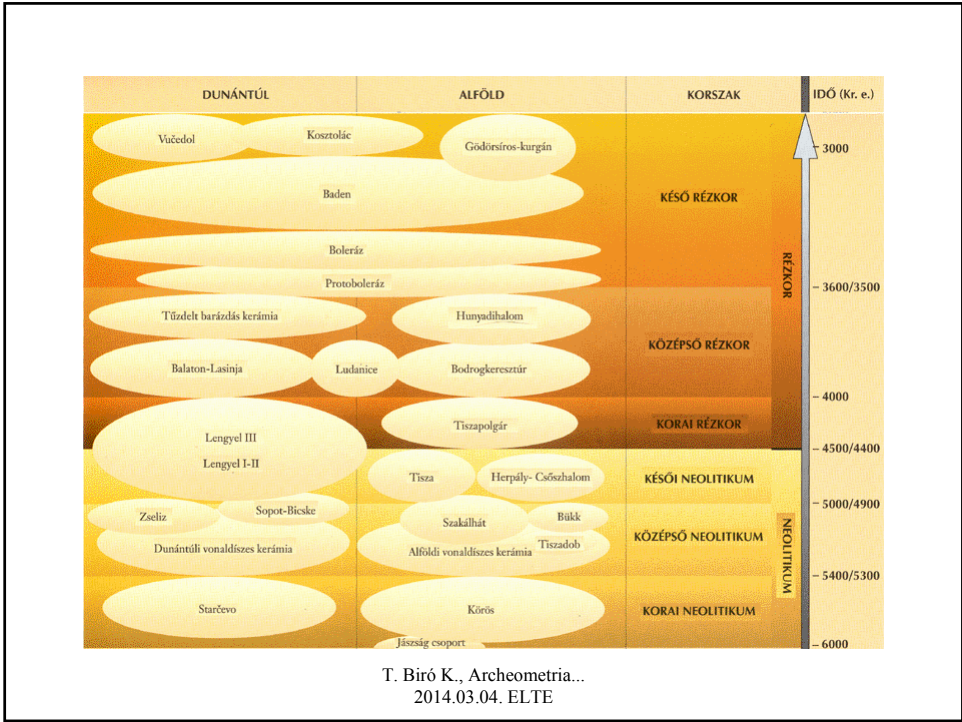 DUNÁNTÚL ALFÖLD KORSZAK IDŐ (Kr. e.)
Vučedol Kosztolác Gödörsíros-kurgán 3000
Baden KÉSŐ RÉZKOR
Boleráz
Protoboleráz 3600/3500
RÉZKOR
Tűzdelt barázdás kerámia Hunyadihalom
KÖZÉPSŐ RÉZKOR
Balaton-Lasinja Ludanice Bodrogkeresztúr
4000
Tiszapolgár KORAI RÉZKOR
Lengyel III
4500/4400
Lengyel I-II
Tisza Herpály- Csőszhalom KÉSŐI NEOLITIKUM
5000/4900
Zseliz Sopot-Bicske Szakálhát Bükk
KÖZÉPSŐ NEOLITIKUM
Dunántúli vonaldíszes kerámia Alföldi vonaldíszes kerámia Tiszadob
NEOLITIKUM
5400/5300
Starčevo Körös KORAI NEOLITIKUM
Jászság csoport 6000
T. Biró K., Archeometria...
2014.03.04. ELTE